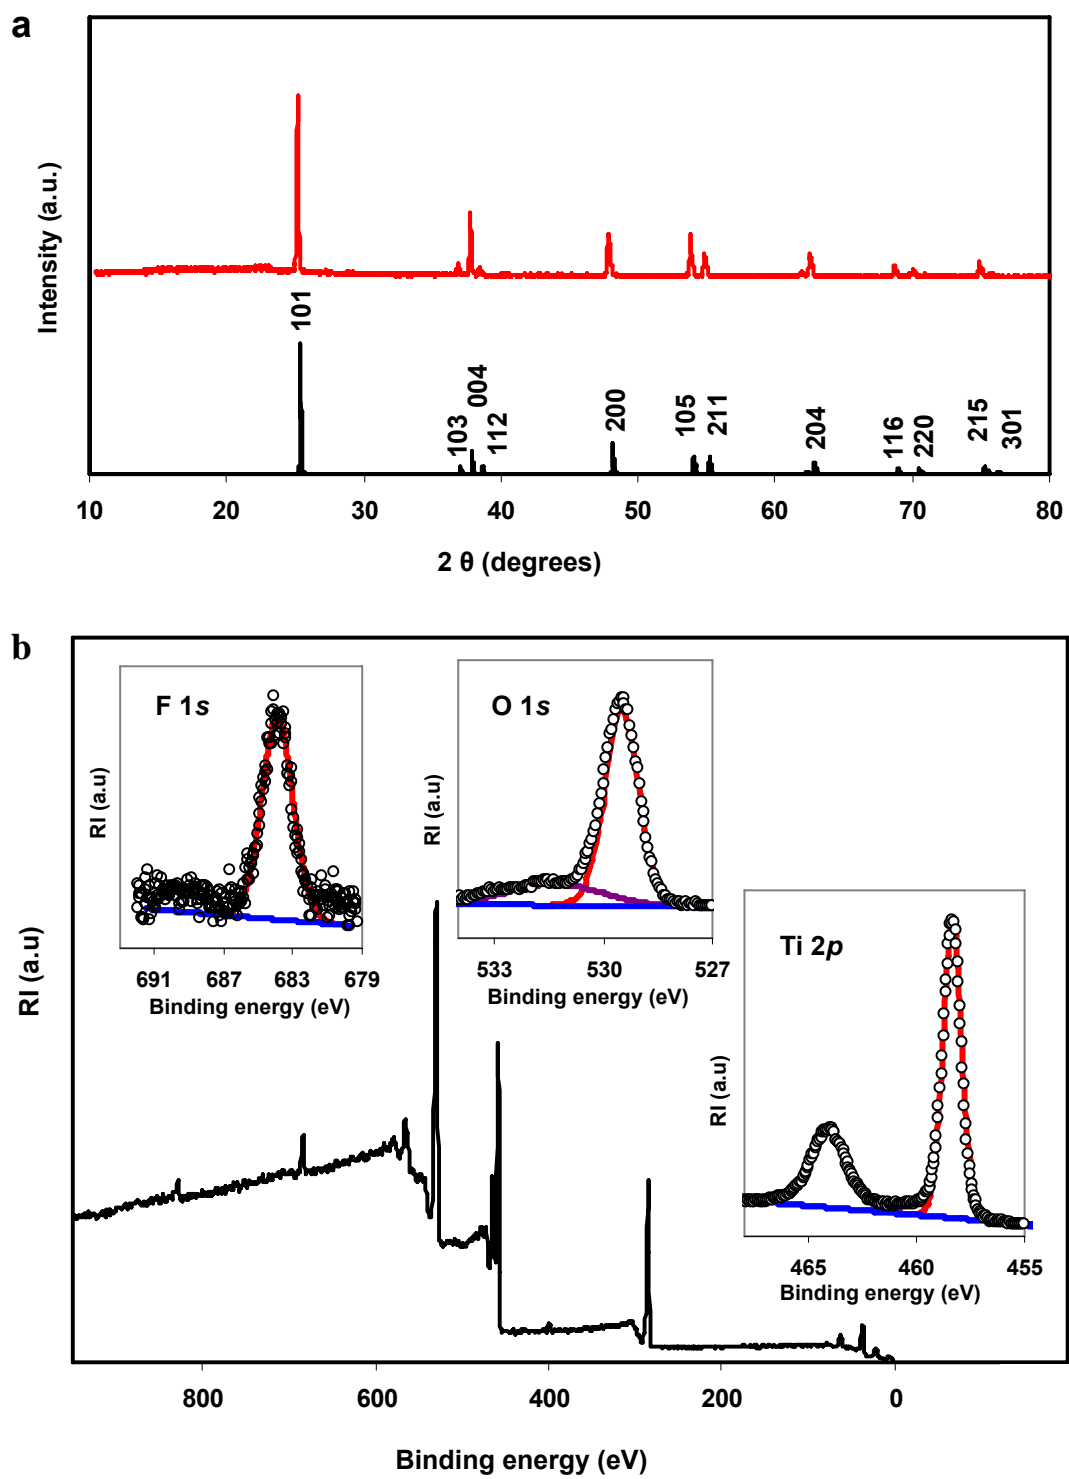 a
Intensity (a.u.)
101
103
004
112
200
105
211
204
116
220
215
301
10 20 30 40 50 60 70 80
2 θ (degrees)
b
RI (a.u)
F 1s
RI (a.u)
691 687 683 679
Binding energy (eV)
O 1s
RI (a.u)
533 530 527
Binding energy (eV)
Ti 2p
RI (a.u)
465 460 455
Binding energy (eV)
800 600 400 200 0
Binding energy (eV)